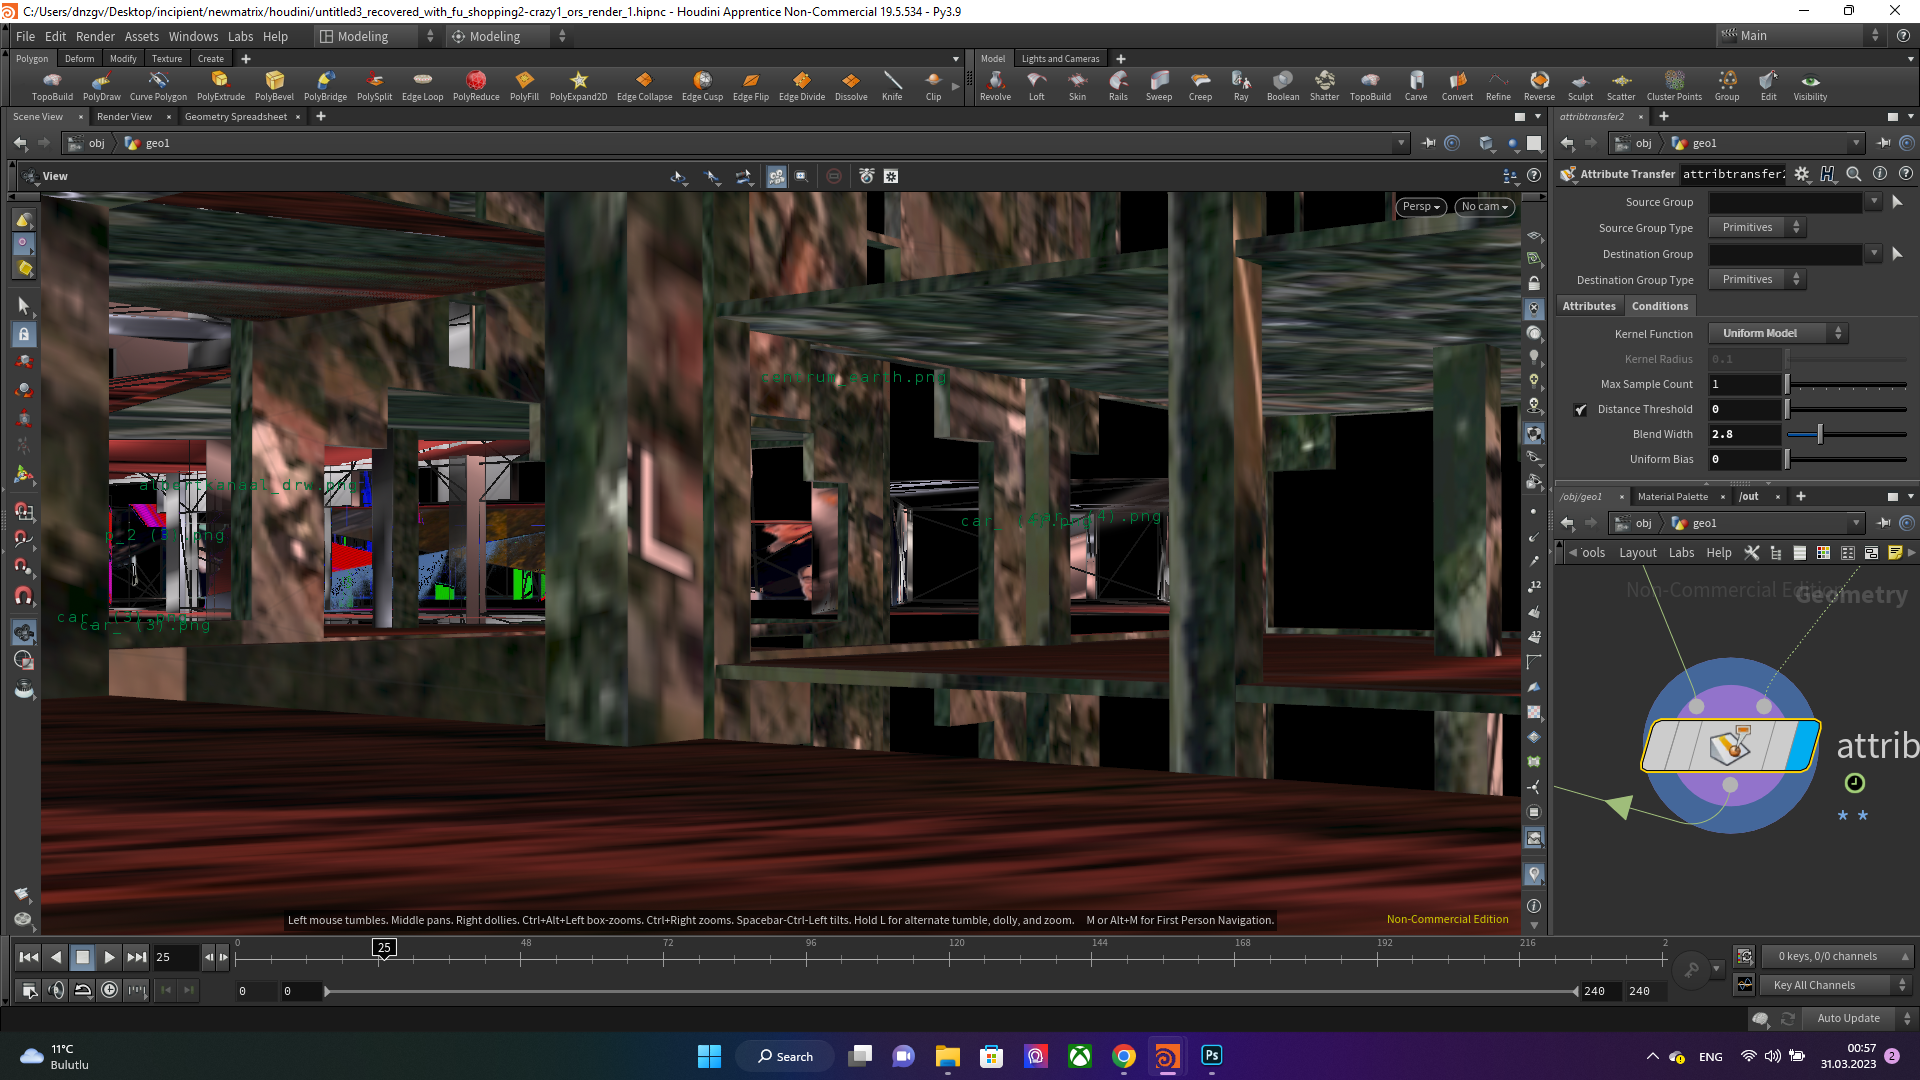 C:/Users/dnzgv/Desktop/incipient/newmatrix/houdini/untitled3_recovered_with_fu_shopping2-crazy1_ors_render_1.hipnc - Houdini Apprentice Non-Commercial 19.5.534 - Py3.9
File Edit Render Assets Windows Labs Help Modeling Modeling Main
Polygon Deform Modify Texture Create
Model Lights and Cameras
TopoBuild PolyDraw Curve Polygon PolyExtrude PolyBevel PolyBridge PolySplit Edge Loop PolyReduce PolyFill PolyExpand2D Edge Collapse Edge Cusp Edge Flip Edge Divide Dissolve Knife Clip
Revolve Loft Skin Rails Sweep Creep Ray Boolean Shatter TopoBuild Carve Convert Refine Reverse Sculpt Scatter Cluster Points Group Edit Visibility
Scene View Render View Geometry Spreadsheet
obj geo1
View
Persp No cam
centrum_Earth.png
albertkanaal_drw.png
p_2 (3).png
car_ (4).png
car_ (3).png
Left mouse tumbles. Middle pans. Right dollies. Ctrl+Alt+Left box-zooms. Ctrl+Right zooms. Spacebar-Ctrl-Left tilts. Hold L for alternate tumble, dolly, and zoom. M or Alt+M for First Person Navigation.
Non-Commercial Edition
attribtransfer2
obj geo1
Attribute Transfer attribtransfer2
Source Group
Source Group Type Primitives
Destination Group
Destination Group Type Primitives
Attributes Conditions
Kernel Function Uniform Model
Kernel Radius 0.1
Max Sample Count 1
Distance Threshold 0
Blend Width 2.8
Uniform Bias 0
/obj/geo1 Material Palette /out
obj geo1
ools Layout Labs Help
Non-Commercial Edition
Geometry
attrib
12
12
0 25 48 72 96 120 144 168 192 216 2
25
0 0 240 240
0 keys, 0/0 channels
Key All Channels
Auto Update
11°C
Bulutlu
Search
Ps
ENG
00:57
31.03.2023
2